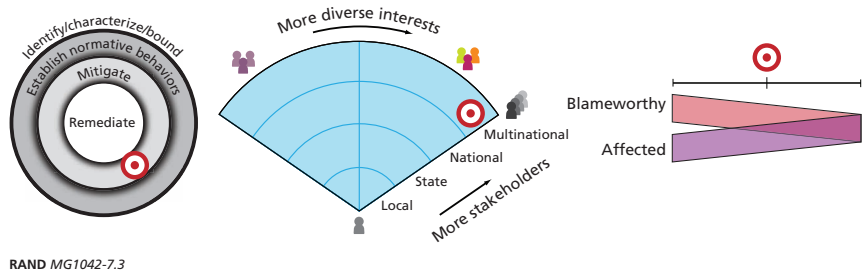 Identify/characterize/bound
Establish normative behaviors
Mitigate
Remediate
More diverse interests
Multinational
National
State
Local
More stakeholders
Blameworthy
Affected
RAND MG1042-7.3